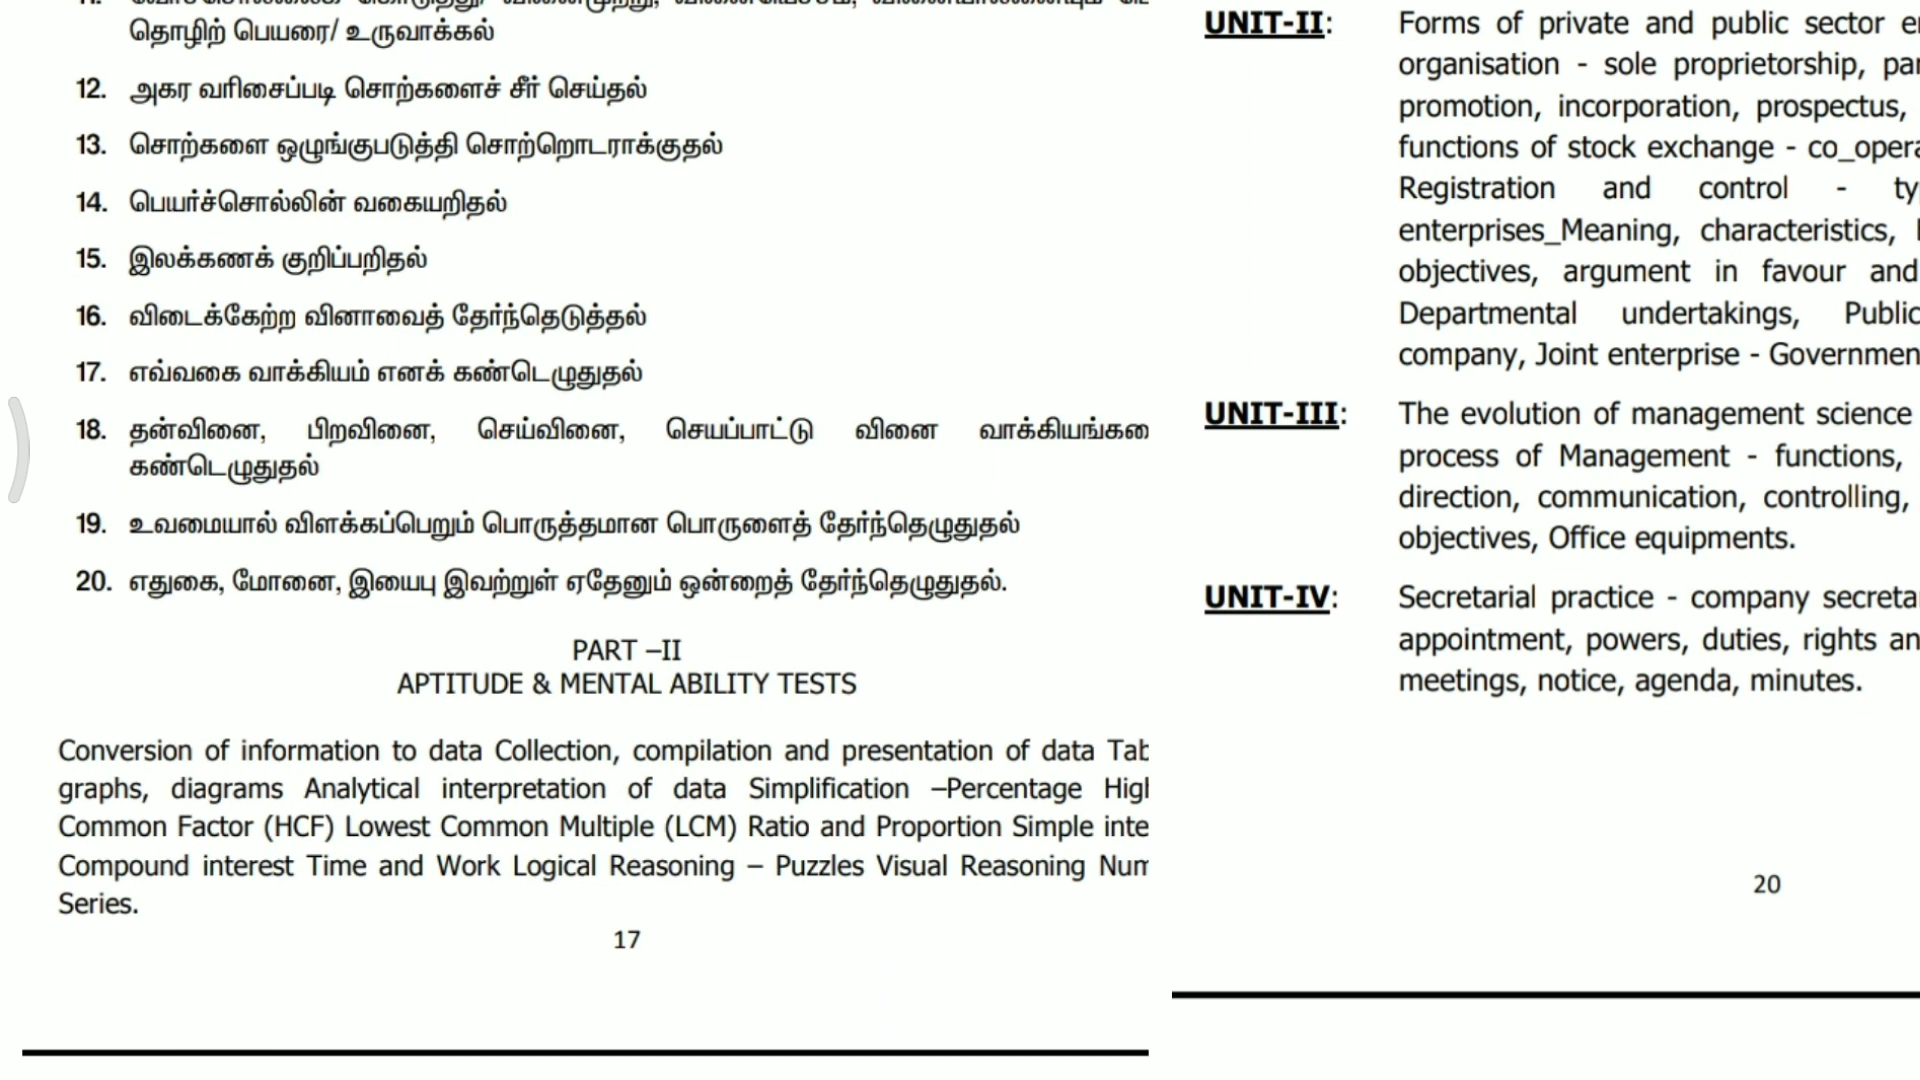 தொழிற் பெயரை/ உருவாக்கல்
12. அகர வரிசைப்படி சொற்களைச் சீர் செய்தல்
13. சொற்களை ஒழுங்குபடுத்தி சொற்றொடராக்குதல்
14. பெயர்ச்சொல்லின் வகையறிதல்
15. இலக்கணக் குறிப்பறிதல்
16. விடைக்கேற்ற வினாவைத் தேர்ந்தெடுத்தல்
17. எவ்வகை வாக்கியம் எனக் கண்டெழுதுதல்
18. தன்வினை, பிறவினை, செய்வினை, செயப்பாட்டு வினை
கண்டெழுதுதல்
19. உவமையால் விளக்கப்பெறும் பொருத்தமான பொருளைத் தேர்ந்தெழுதுதல்
20. எதுகை, மோனை, இயைபு இவற்றுள் ஏதேனும் ஒன்றைத் தேர்ந்தெழுதுதல்.
PART –II
APTITUDE & MENTAL ABILITY TESTS
Conversion of information to data Collection, compilation and presentation of data Tab
graphs, diagrams Analytical interpretation of data Simplification –Percentage Higl
Common Factor (HCF) Lowest Common Multiple (LCM) Ratio and Proportion Simple inte
Compound interest Time and Work Logical Reasoning – Puzzles Visual Reasoning Num
Series.
17
UNIT-II: Forms of private and public sector
organisation - sole proprietorship,
promotion, incorporation, prospectus,
functions of stock exchange - co_opera
Registration and control -
enterprises_Meaning, characteristics,
objectives, argument in favour and
Departmental undertakings, Public
company, Joint enterprise - Governmen
UNIT-III: The evolution of management science
process of Management - functions,
direction, communication, controlling,
objectives, Office equipments.
UNIT-IV: Secretarial practice - company secreta
appointment, powers, duties, rights an
meetings, notice, agenda, minutes.
20